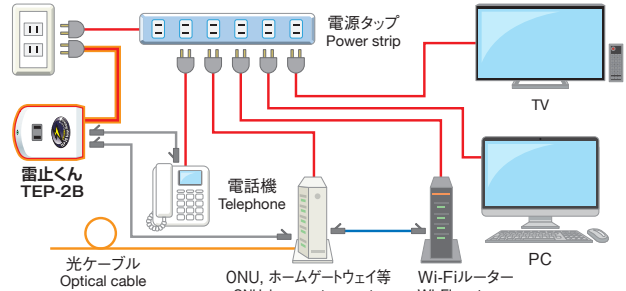 電源タップ
Power strip
TV
雷止くん
TEP-2B
電話機
Telephone
PC
光ケーブル
Optical cable
ONU, ホームゲートウェイ等
Wi-Fiルーター